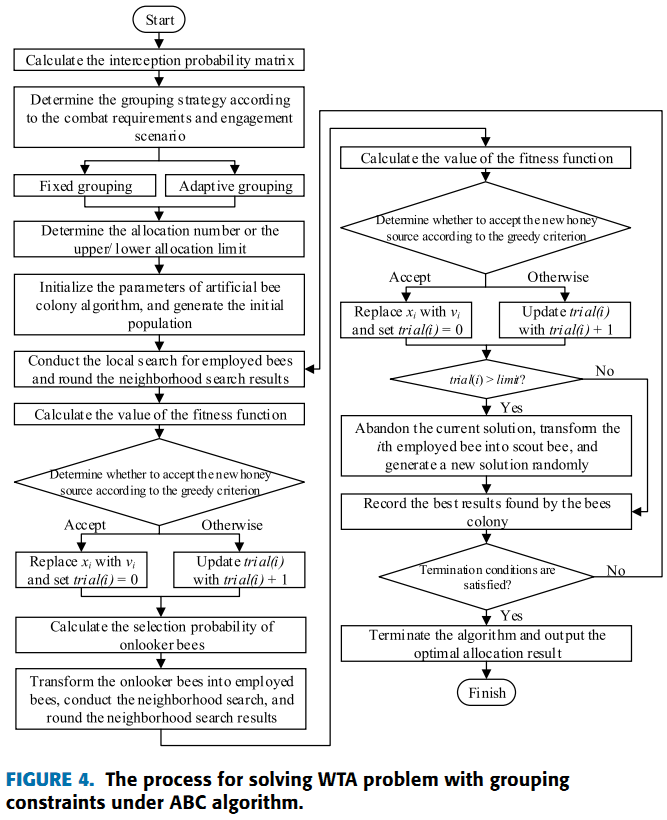 Start
Calculate the interception probability matrix
Determine the grouping strategy according
to the combat requirements and engagement
scenario
Fixed grouping
Adaptive grouping
Determine the allocation number or the
upper/ lower allocation limit
Initialize the parameters of artificial bee
colony algorithm, and generate the initial
population
Conduct the local search for employed bees
and round the neighborhood search results
Calculate the value of the fitness function
Determine whether to accept the new honey
source according to the greedy criterion
Accept
Otherwise
Replace xi with vi
and set trial(i) = 0
Update trial(i)
with trial(i) + 1
Calculate the selection probability of
onlooker bees
Transform the onlooker bees into employed
bees, conduct the neighborhood search, and
round the neighborhood search results
Calculate the value of the fitness function
Determine whether to accept the new honey
source according to the greedy criterion
Accept
Otherwise
Replace xi with vi
and set trial(i) = 0
Update trial(i)
with trial(i) + 1
trial(i) > limit?
No
Yes
Abandon the current solution, transform the
ith employed bee into scout bee, and
generate a new solution randomly
Record the best results found by the bees
colony
Termination conditions are
satisfied?
No
Yes
Terminate the algorithm and output the
optimal allocation result
Finish
FIGURE 4. The process for solving WTA problem with grouping
constraints under ABC algorithm.